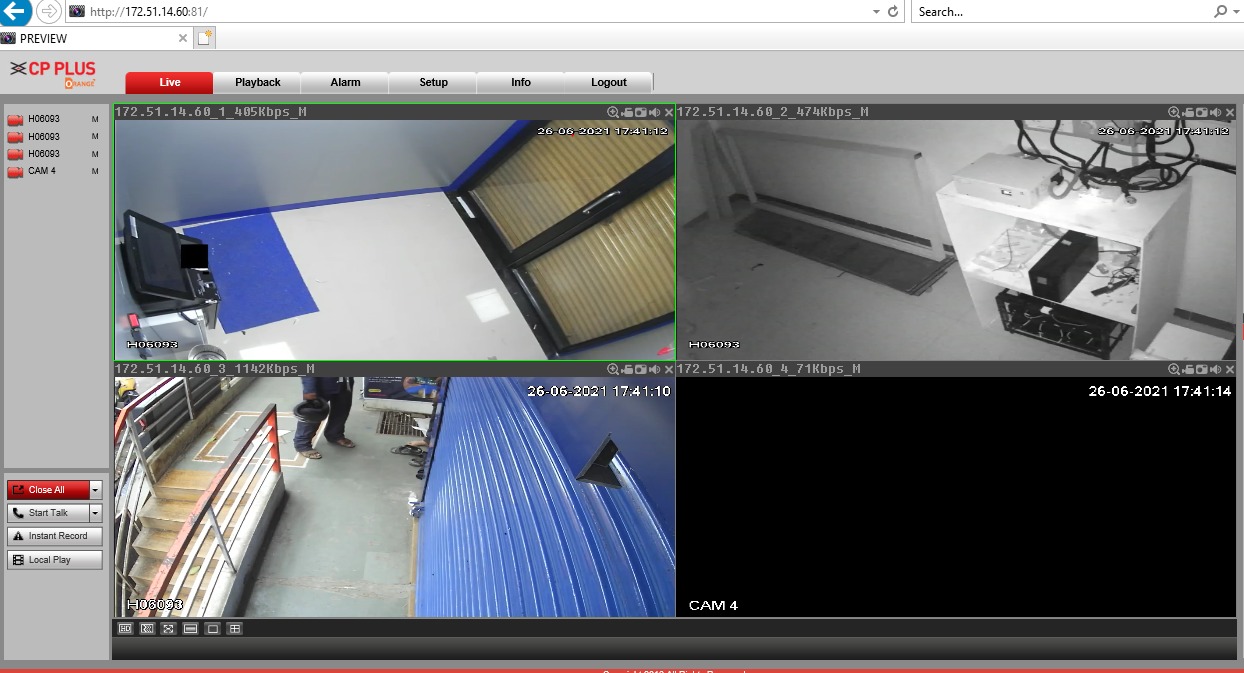 http://172.51.14.60:81/
Search...
PREVIEW
CP PLUS
ORANGE
Live Playback Alarm Setup Info Logout
H06093 M
H06093 M
H06093 M
CAM 4 M
172.51.14.60_1_405Kbps_M
26-06-2021 17:41:12
H06093
172.51.14.60_2_474Kbps_M
26-06-2021 17:41:12
H06093
172.51.14.60_3_1142Kbps_M
26-06-2021 17:41:10
H06093
172.51.14.60_4_71Kbps_M
26-06-2021 17:41:14
CAM 4
Close All
Start Talk
Instant Record
Local Play
HD